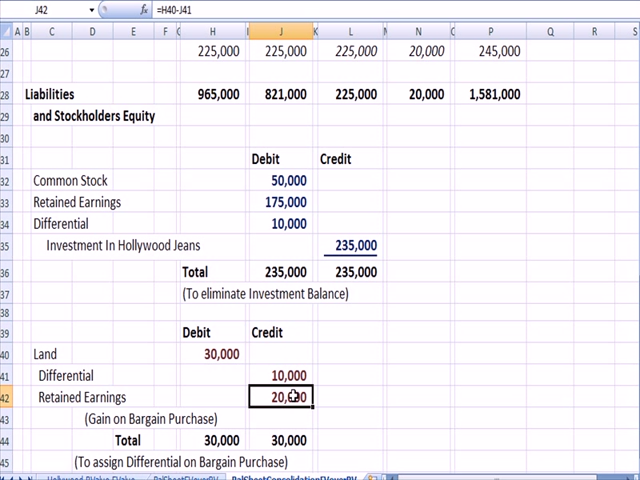 J42 fx =H40-J41
A B C D E F G H I J K L M N C P Q R S
26 225,000 225,000 225,000 20,000 245,000
27
28 Liabilities 965,000 821,000 225,000 20,000 1,581,000
29 and Stockholders Equity
30
31 Debit Credit
32 Common Stock 50,000
33 Retained Earnings 175,000
34 Differential 10,000
35 Investment In Hollywood Jeans 235,000
36 Total 235,000 235,000
37 (To eliminate Investment Balance)
38
39 Debit Credit
40 Land 30,000
41 Differential 10,000
42 Retained Earnings 20,000
43 (Gain on Bargain Purchase)
44 Total 30,000 30,000
45 (To assign Differential on Bargain Purchase)